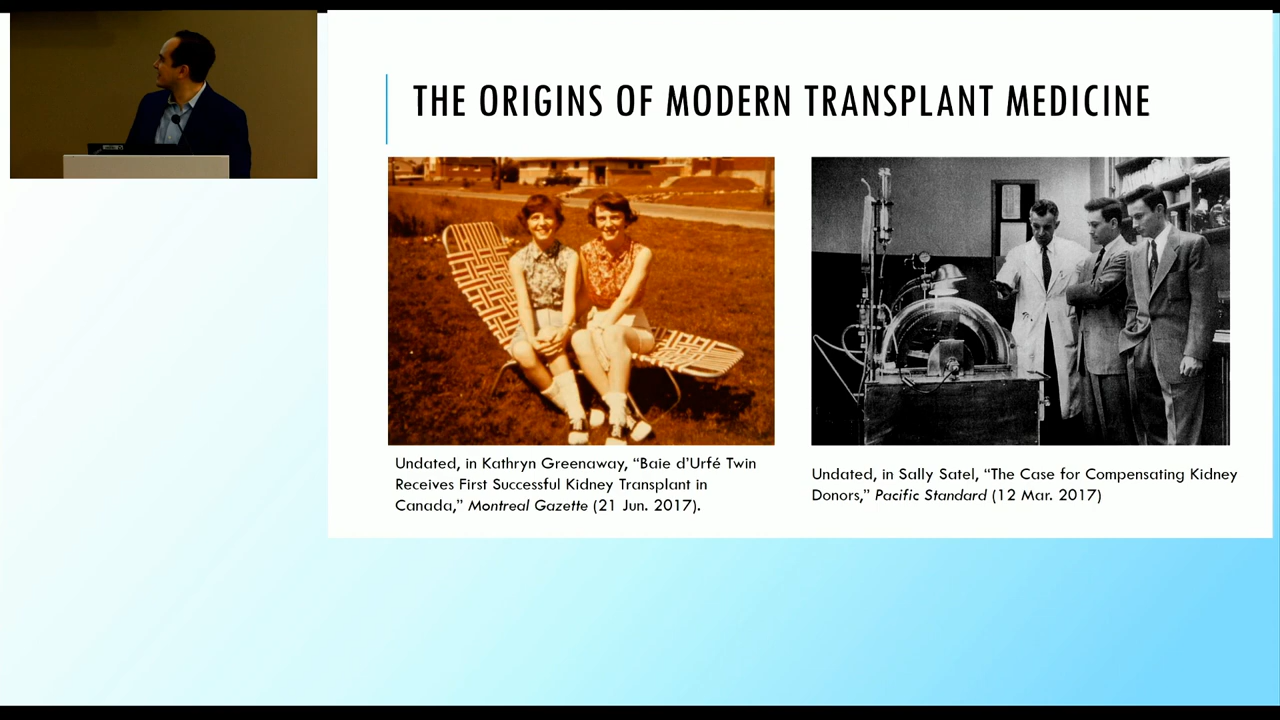 THE ORIGINS OF MODERN TRANSPLANT MEDICINE
Undated, in Kathryn Greenaway, “Baie d’Urfé Twin
Receives First Successful Kidney Transplant in
Canada,” Montreal Gazette (21 Jun. 2017).
Undated, in Sally Satel, “The Case for Compensating Kidney
Donors,” Pacific Standard (12 Mar. 2017)